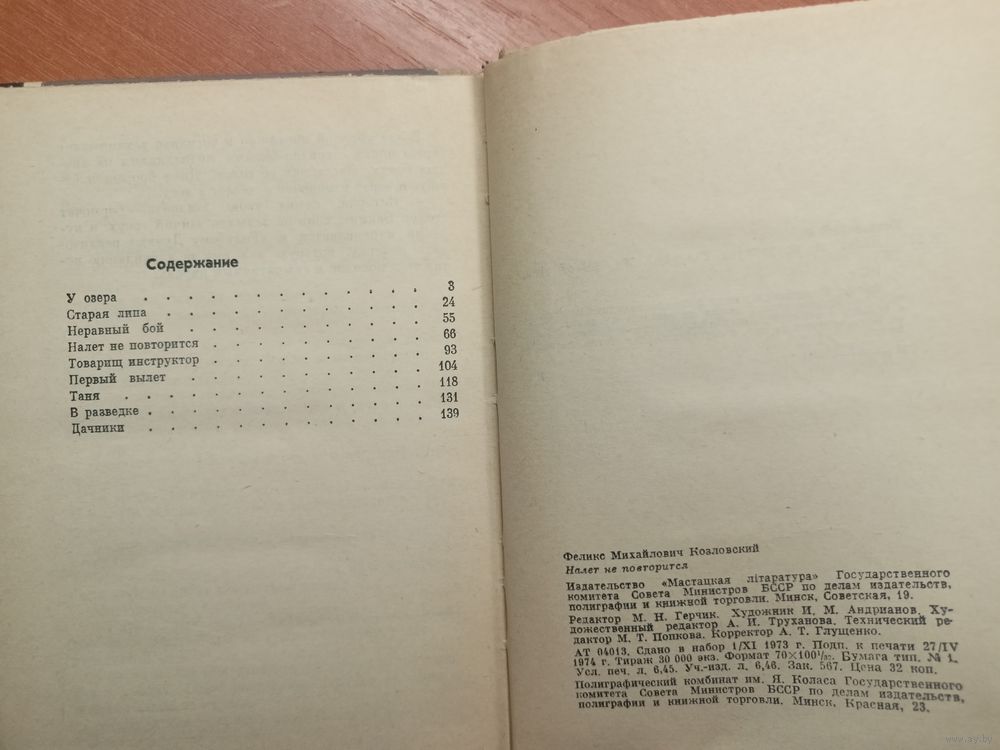 Содержание
У озера . . . . . . . . . . 3
Старая липа . . . . . . . . . 24
Неравный бой . . . . . . . . 55
Налет не повторится . . . . . . . . 66
Товарищ инструктор . . . . . . . 93
Первый вылет . . . . . . . . 104
Таня . . . . . . . . . . 118
В разведке . . . . . . . . . . 131
Дачники . . . . . . . . . . 139
Феликс Михайлович Козловский
Налет не повторится
Издательство «Мастацкая літаратура» Государственного
комитета Совета Министров БССР по делам издательств,
полиграфии и книжной торговли. Минск, Советская, 19.
Редактор М. Н. Герчик. Художник И. М. Андрианов. Ху-
дожественный редактор А. И. Труханова. Технический ре-
дактор М. Т. Попкова. Корректор А. Т. Глущенко.
АТ 04013. Сдано в набор 1/XI 1973 г. Подп. к печати 27/IV
1974 г. Тираж 30 000 экз. Формат 70×100¹/₃₂. Бумага тип. № 1.
Усл. печ. л. 6,45. Уч.-изд. л. 6,46. Зак. 567. Цена 32 коп.
Полиграфический комбинат им. Я. Коласа Государственного
комитета Совета Министров БССР по делам издательств,
полиграфии и книжной торговли. Минск, Красная, 23.
www.ay.by